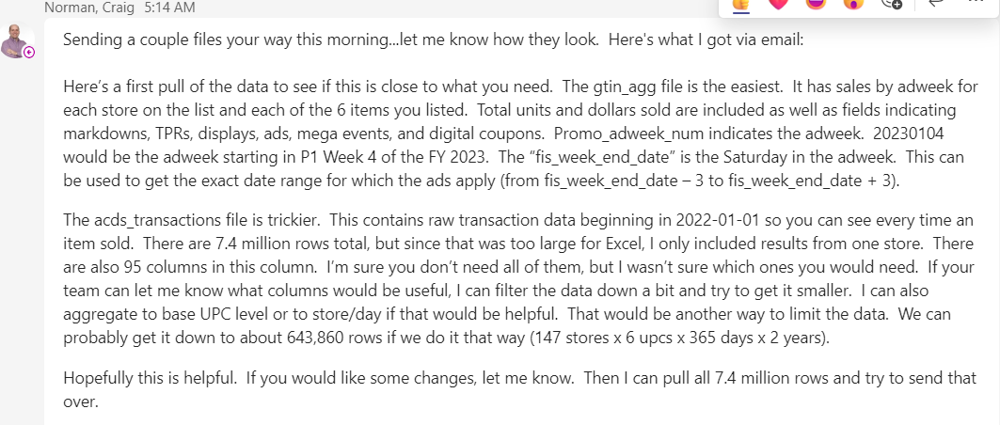 Norman, Craig 5:14 AM
Sending a couple files your way this morning...let me know how they look. Here's what I got via email:
Here's a first pull of the data to see if this is close to what you need. The gtin_agg file is the easiest. It has sales by adweek for
each store on the list and each of the 6 items you listed. Total units and dollars sold are included as well as fields indicating
markdowns, TPRs, displays, ads, mega events, and digital coupons. Promo_adweek_num indicates the adweek. 20230104
would be the adweek starting in P1 Week 4 of the FY 2023. The “fis_week_end_date” is the Saturday in the adweek. This can
be used to get the exact date range for which the ads apply (from fis_week_end_date – 3 to fis_week_end_date + 3).
The acds_transactions file is trickier. This contains raw transaction data beginning in 2022-01-01 so you can see every time an
item sold. There are 7.4 million rows total, but since that was too large for Excel, I only included results from one store. There
are also 95 columns in this column. I'm sure you don't need all of them, but I wasn't sure which ones you would need. If your
team can let me know what columns would be useful, I can filter the data down a bit and try to get it smaller. I can also
aggregate to base UPC level or to store/day if that would be helpful. That would be another way to limit the data. We can
probably get it down to about 643,860 rows if we do it that way (147 stores x 6 upcs x 365 days x 2 years).
Hopefully this is helpful. If you would like some changes, let me know. Then I can pull all 7.4 million rows and try to send that
over.